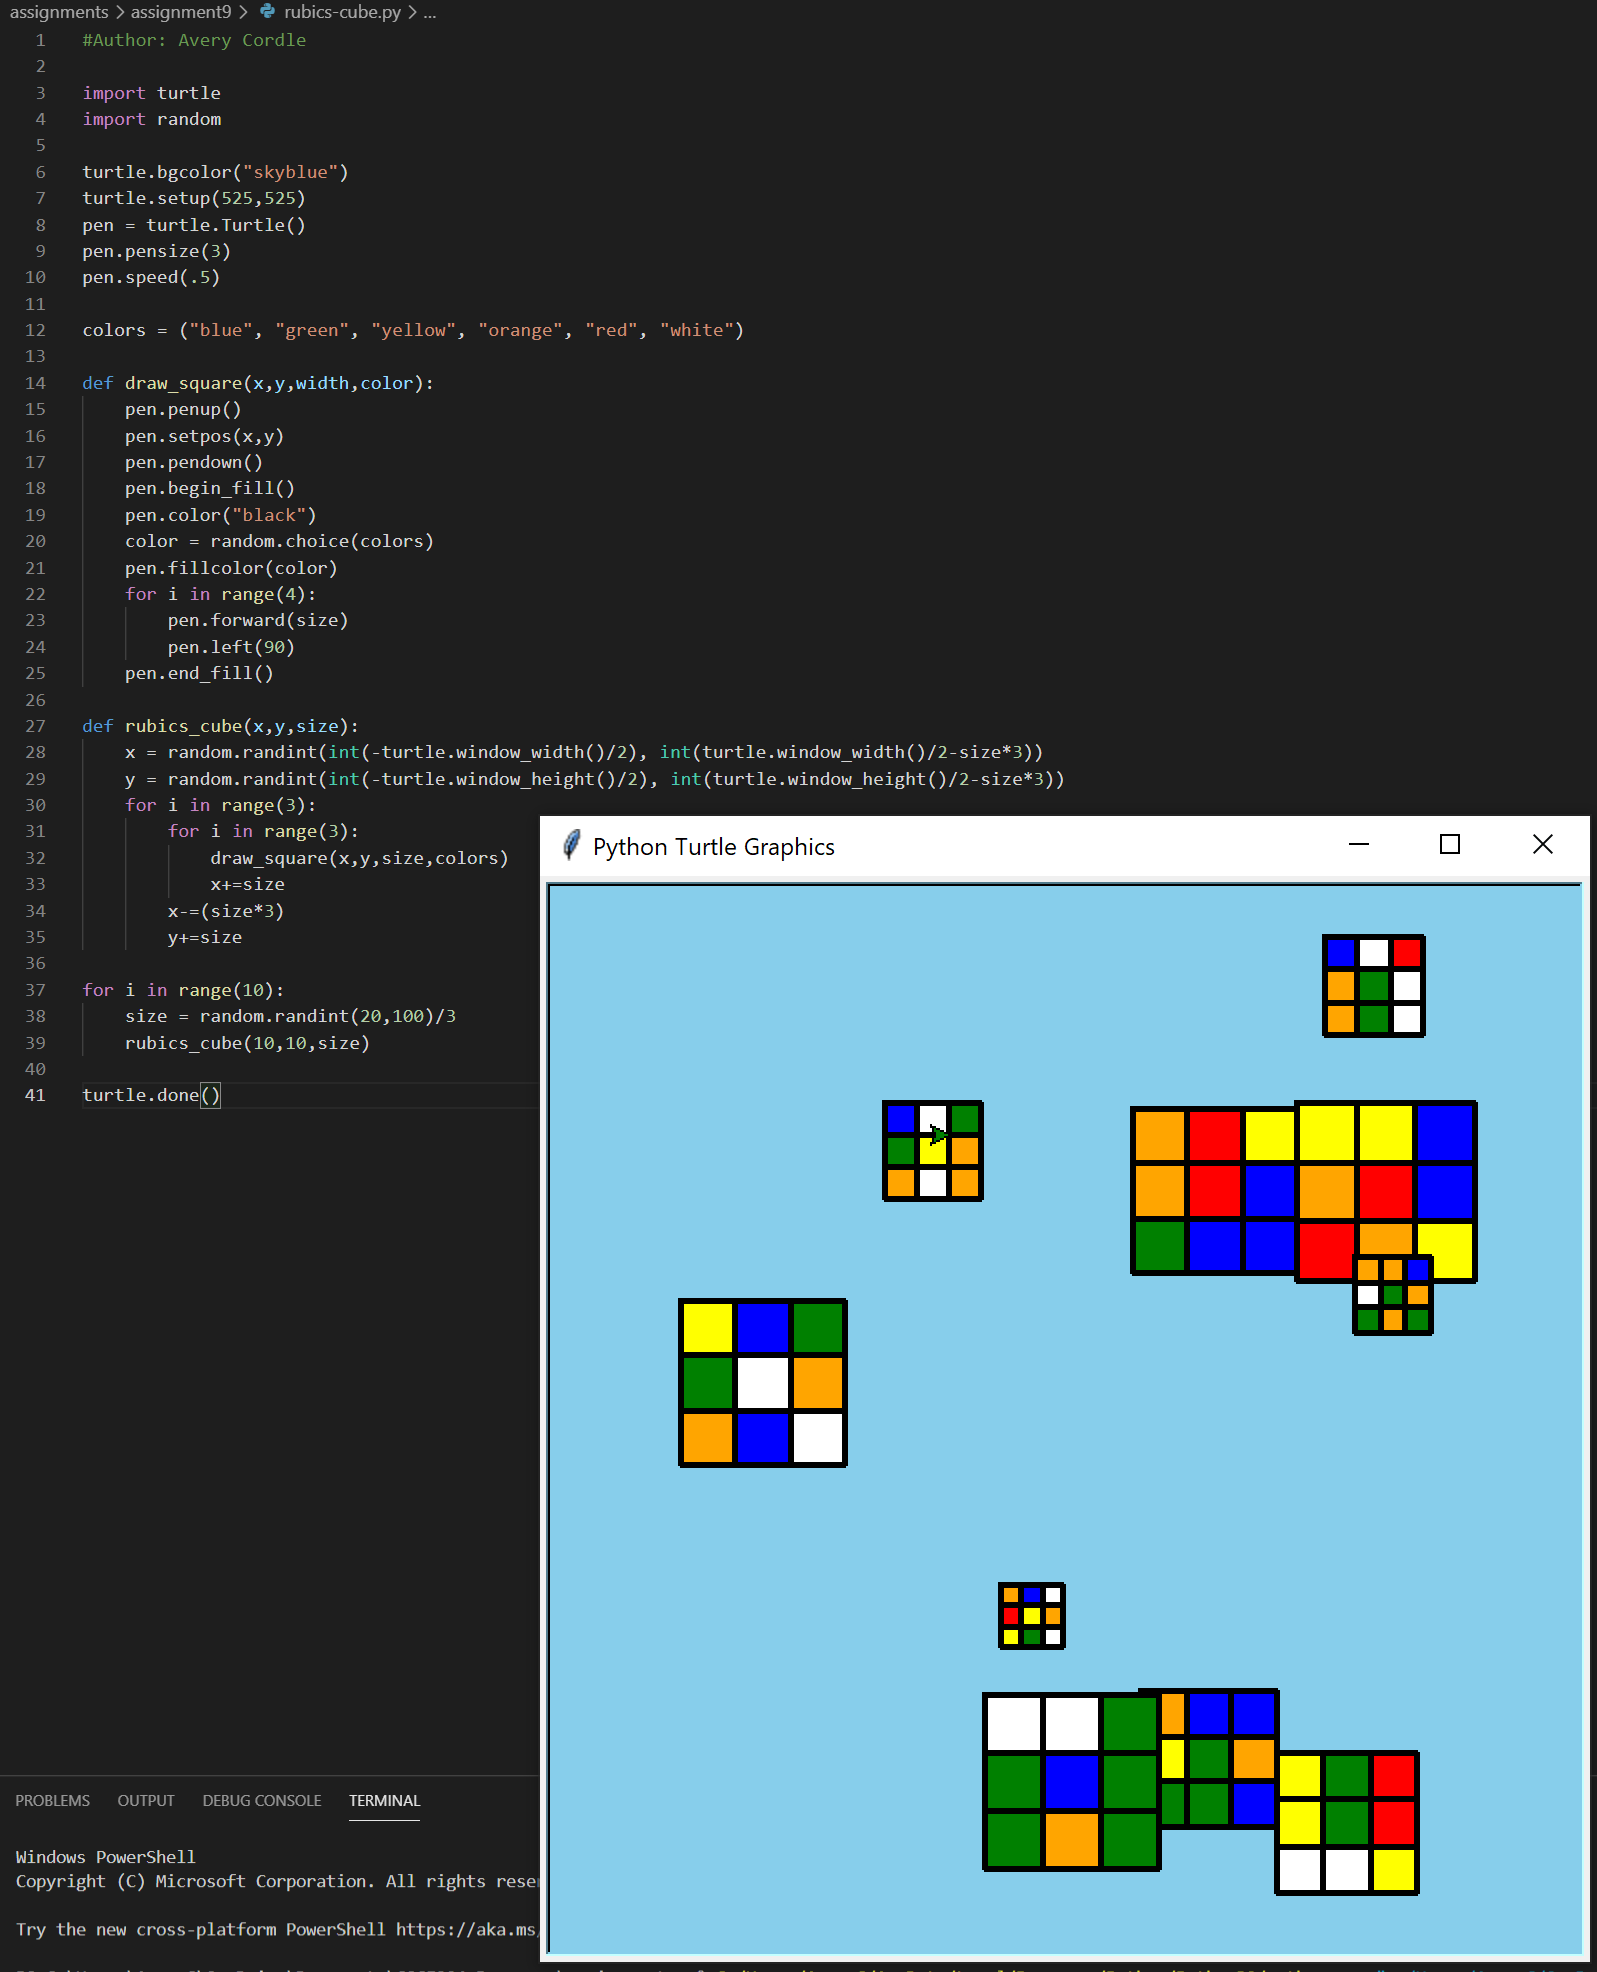 assignments > assignment9 > rubics-cube.py > ...
1 #Author: Avery Cordle
2
3 import turtle
4 import random
5
6 turtle.bgcolor("skyblue")
7 turtle.setup(525,525)
8 pen = turtle.Turtle()
9 pen.pensize(3)
10 pen.speed(.5)
11
12 colors = ("blue", "green", "yellow", "orange", "red", "white")
13
14 def draw_square(x,y,width,color):
15     pen.penup()
16     pen.setpos(x,y)
17     pen.pendown()
18     pen.begin_fill()
19     pen.color("black")
20     color = random.choice(colors)
21     pen.fillcolor(color)
22     for i in range(4):
23         pen.forward(size)
24         pen.left(90)
25     pen.end_fill()
26
27 def rubics_cube(x,y,size):
28     x = random.randint(int(-turtle.window_width()/2), int(turtle.window_width()/2-size*3))
29     y = random.randint(int(-turtle.window_height()/2), int(turtle.window_height()/2-size*3))
30     for i in range(3):
31         for i in range(3):
32             draw_square(x,y,size,colors)
33             x+=size
34         x-=(size*3)
35         y+=size
36
37 for i in range(10):
38     size = random.randint(20,100)/3
39     rubics_cube(10,10,size)
40
41 turtle.done()
Python Turtle Graphics
PROBLEMS OUTPUT DEBUG CONSOLE TERMINAL
Windows PowerShell
Copyright (C) Microsoft Corporation. All rights
Try the new cross-platform PowerShell https://aka.ms/